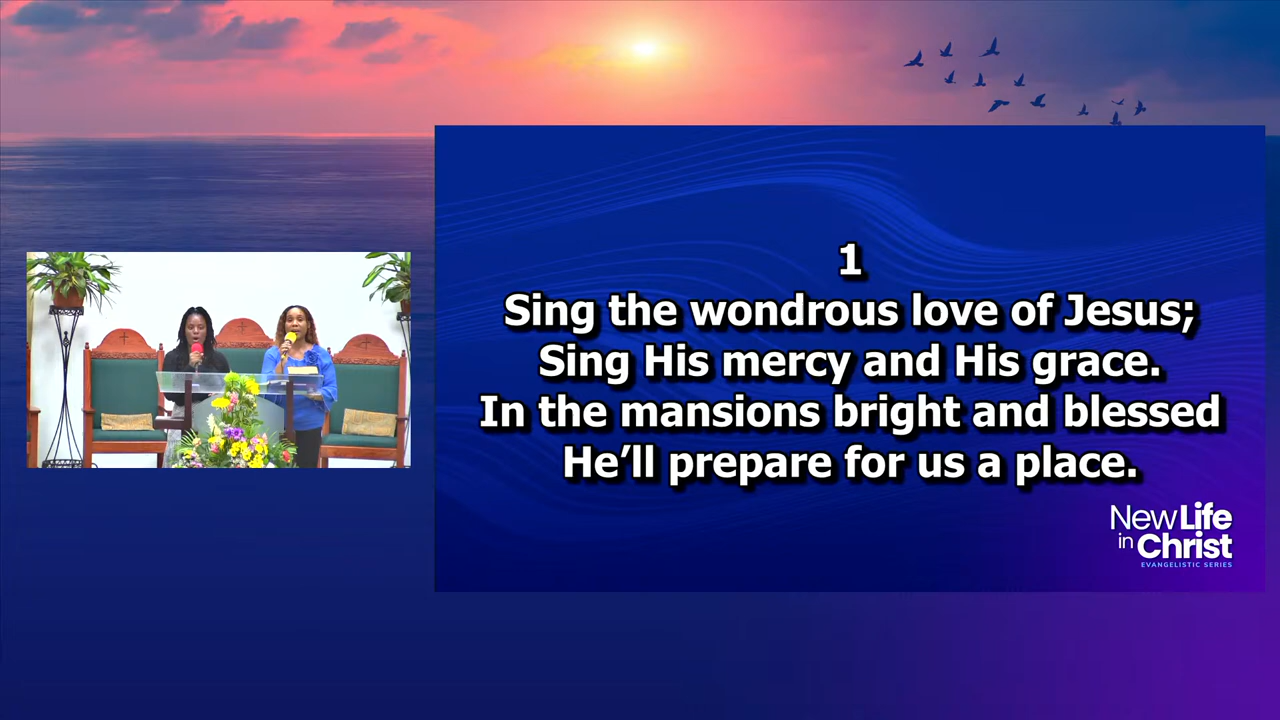 1
Sing the wondrous love of Jesus;
Sing His mercy and His grace.
In the mansions bright and blessed
He’ll prepare for us a place.
New Life
in Christ
EVANGELISTIC SERIES